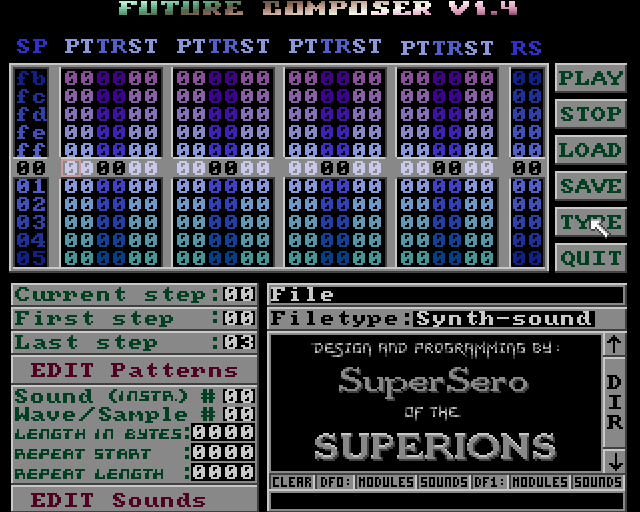 FUTURE COMPOSER V1.4
SP PTTRST PTTRST PTTRST PTTRST RS
fb 000000 000000 000000 000000 00
fc 000000 000000 000000 000000 00
fd 000000 000000 000000 000000 00
fe 000000 000000 000000 000000 00
ff 000000 000000 000000 000000 00
00 000000 000000 000000 000000 00
01 000000 000000 000000 000000 00
02 000000 000000 000000 000000 00
03 000000 000000 000000 000000 00
04 000000 000000 000000 000000 00
05 000000 000000 000000 000000 00
PLAY
STOP
LOAD
SAVE
TYPE
QUIT
Current step:00
First step :00
Last step :03
EDIT Patterns
Sound (INSTR.) # 00
Wave/Sample # 00
LENGTH IN BYTES:0000
REPEAT START :0000
REPEAT LENGTH :0000
EDIT Sounds
File
Filetype:Synth-sound
DESIGN AND PROGRAMMING BY:
SuperSero
OF THE
SUPERIONS
↑
D
I
R
↓
CLEAR DF0: MODULES SOUNDS DF1: MODULES SOUNDS